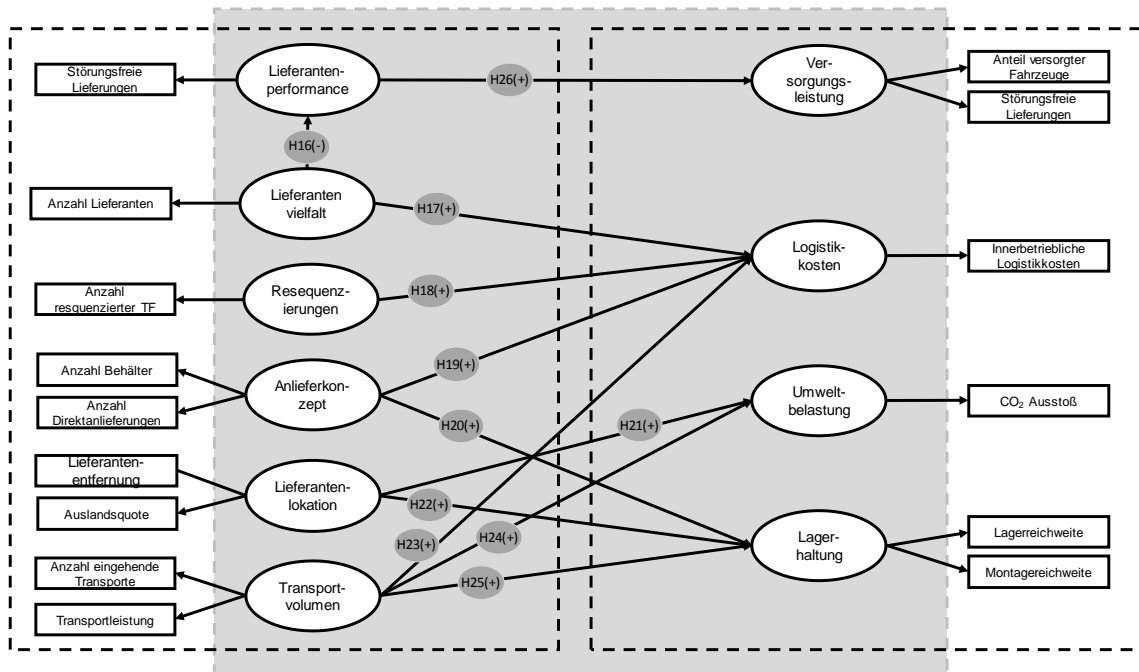 Störungsfreie
Lieferungen
Lieferanten-
performance
H26(+)
Ver-
sorgungs-
leistung
Anteil versorgter
Fahrzeuge
Störungsfreie
Lieferungen
H16(-)
Anzahl Lieferanten
Lieferanten
vielfalt
H17(+)
Logistik-
kosten
Innerbetriebliche
Logistikkosten
Anzahl
resquenzierter TF
Resequenz-
ierungen
H18(+)
Anzahl Behälter
Anzahl
Direktanlieferungen
Anlieferkon-
zept
H19(+)
H20(+)
H21(+)
Umwelt-
belastung
CO₂ Ausstoß
Lieferanten-
entfernung
Auslandsquote
Lieferanten-
lokation
H22(+)
H23(+)
H24(+)
Lager-
haltung
Lagerreichweite
Montagereichweite
Anzahl eingehende
Transporte
Transportleistung
Transport-
volumen
H25(+)